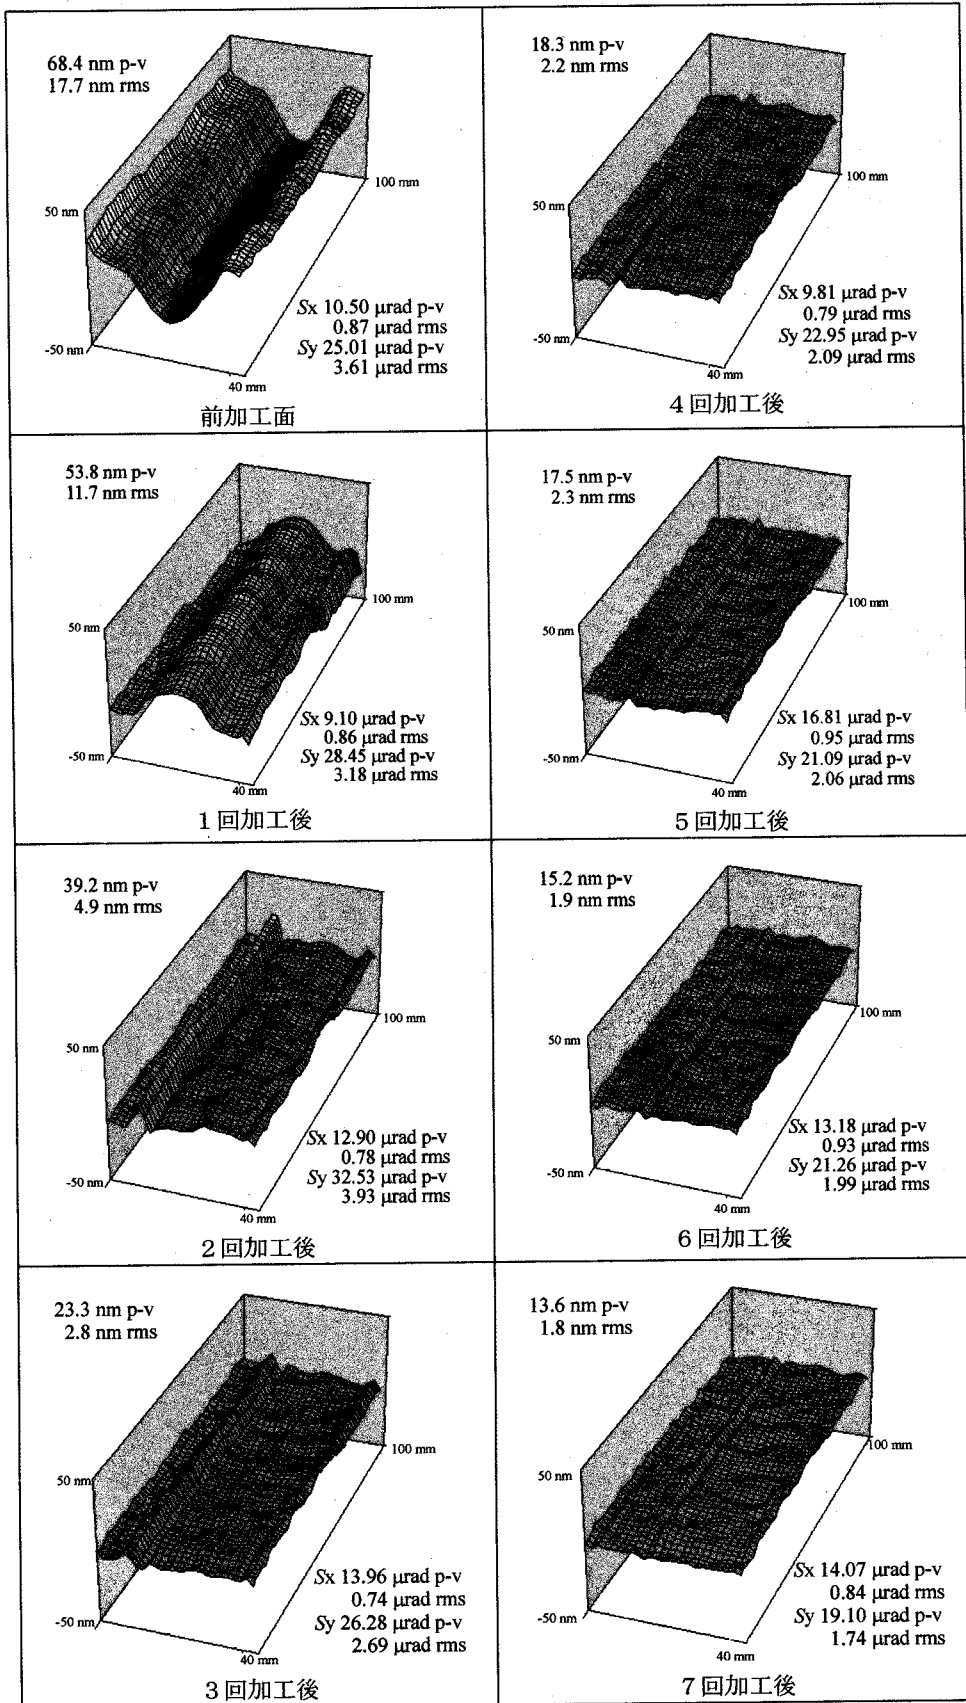 68.4 nm p-v
17.7 nm rms
50 nm
-50 nm
100 mm
40 mm
Sx 10.50 μrad p-v
0.87 μrad rms
Sy 25.01 μrad p-v
3.61 μrad rms
前加工面
53.8 nm p-v
11.7 nm rms
50 nm
-50 nm
100 mm
40 mm
Sx 9.10 μrad p-v
0.86 μrad rms
Sy 28.45 μrad p-v
3.18 μrad rms
1回加工後
39.2 nm p-v
4.9 nm rms
50 nm
-50 nm
100 mm
40 mm
Sx 12.90 μrad p-v
0.78 μrad rms
Sy 32.53 μrad p-v
3.93 μrad rms
2回加工後
23.3 nm p-v
2.8 nm rms
50 nm
-50 nm
100 mm
40 mm
Sx 13.96 μrad p-v
0.74 μrad rms
Sy 26.28 μrad p-v
2.69 μrad rms
3回加工後
18.3 nm p-v
2.2 nm rms
50 nm
-50 nm
100 mm
40 mm
Sx 9.81 μrad p-v
0.79 μrad rms
Sy 22.95 μrad p-v
2.09 μrad rms
4回加工後
17.5 nm p-v
2.3 nm rms
50 nm
-50 nm
100 mm
40 mm
Sx 16.81 μrad p-v
0.95 μrad rms
Sy 21.09 μrad p-v
2.06 μrad rms
5回加工後
15.2 nm p-v
1.9 nm rms
50 nm
-50 nm
100 mm
40 mm
Sx 13.18 μrad p-v
0.93 μrad rms
Sy 21.26 μrad p-v
1.99 μrad rms
6回加工後
13.6 nm p-v
1.8 nm rms
50 nm
-50 nm
100 mm
40 mm
Sx 14.07 μrad p-v
0.84 μrad rms
Sy 19.10 μrad p-v
1.74 μrad rms
7回加工後